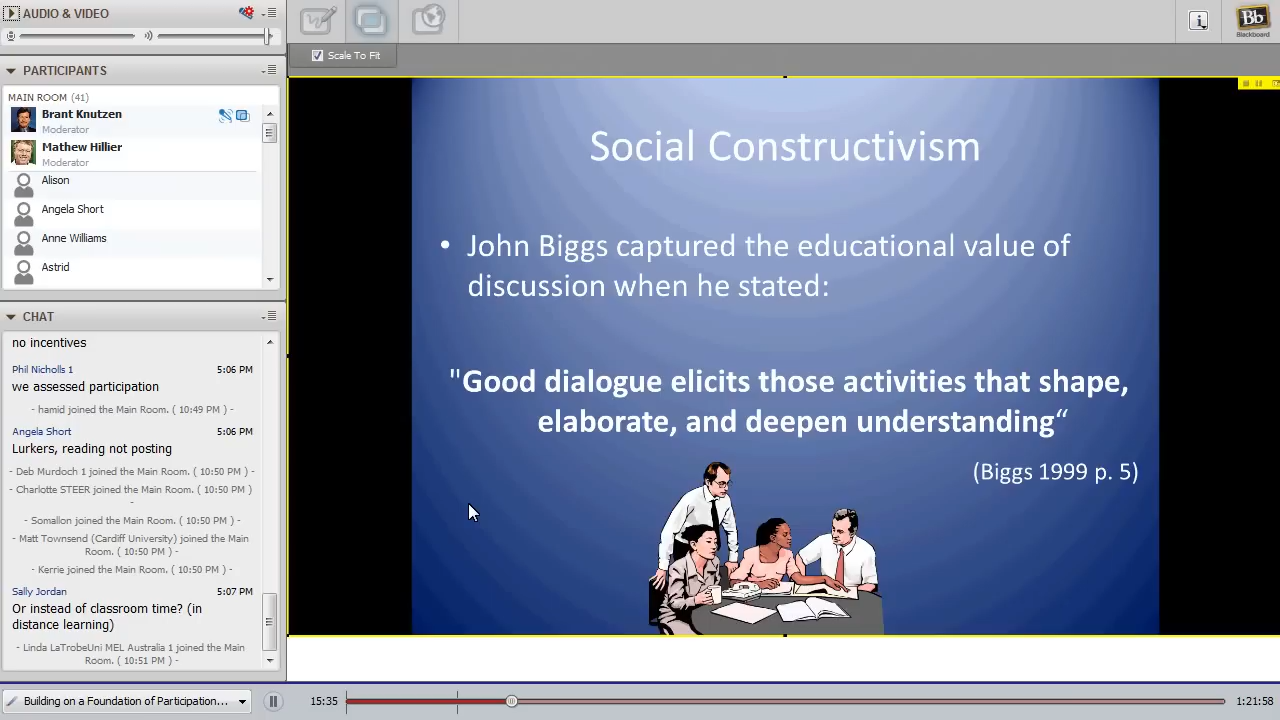 AUDIO & VIDEO
PARTICIPANTS
MAIN ROOM (41)
Brant Knutzen
Moderator
Mathew Hillier
Moderator
Alison
Angela Short
Anne Williams
Astrid
CHAT
no incentives
Phil Nicholls 1 5:06 PM
we assessed participation
- hamid joined the Main Room. ( 10:49 PM ) -
Angela Short 5:06 PM
Lurkers, reading not posting
- Deb Murdoch 1 joined the Main Room. ( 10:50 PM ) -
- Charlotte STEER joined the Main Room. ( 10:50 PM )
-
- Somallon joined the Main Room. ( 10:50 PM ) -
- Matt Townsend (Cardiff University) joined the Main
Room. ( 10:50 PM ) -
- Kerrie joined the Main Room. ( 10:50 PM ) -
Sally Jordan 5:07 PM
Or instead of classroom time? (in
distance learning)
- Linda LaTrobeUni MEL Australia 1 joined the Main
Room. ( 10:51 PM ) -
Building on a Foundation of Participation...
Scale To Fit
Bb
Blackboard
Social Constructivism
• John Biggs captured the educational value of
discussion when he stated:
"Good dialogue elicits those activities that shape,
elaborate, and deepen understanding“
(Biggs 1999 p. 5)
15:35
1:21:58